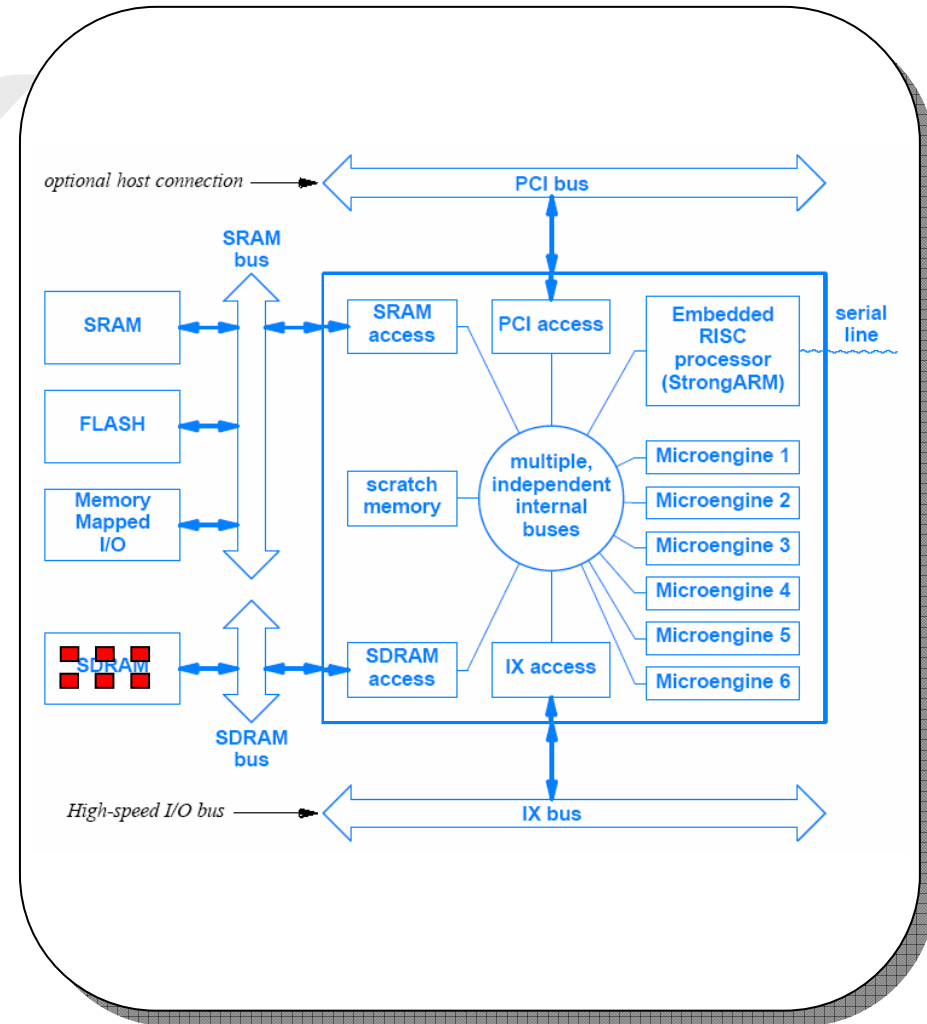 optional host connection
PCI bus
SRAM
bus
SRAM
SRAM
access
PCI access
Embedded
RISC
processor
(StrongARM)
serial
line
FLASH
multiple,
independent
internal
buses
Microengine 1
scratch
memory
Microengine 2
Memory
Mapped
I/O
Microengine 3
Microengine 4
Microengine 5
SDRAM
SDRAM
access
IX access
Microengine 6
SDRAM
bus
High-speed I/O bus
IX bus